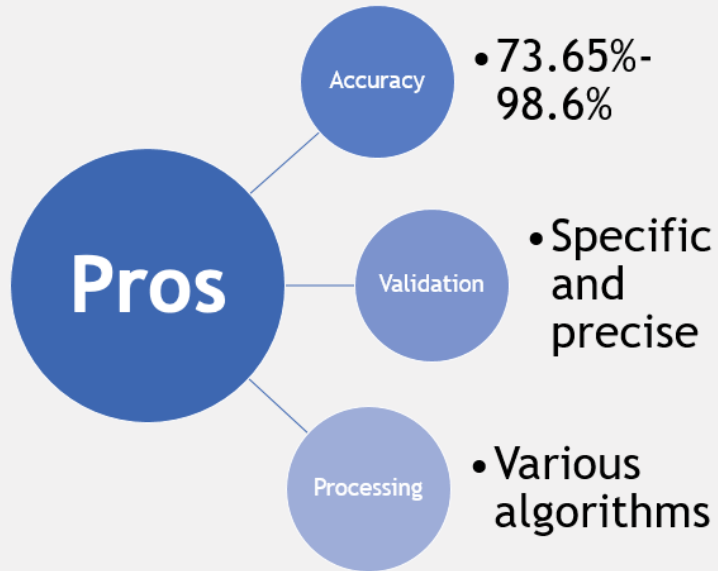 Pros
Accuracy
• 73.65%-
98.6%
Validation
• Specific
and
precise
Processing
• Various
algorithms